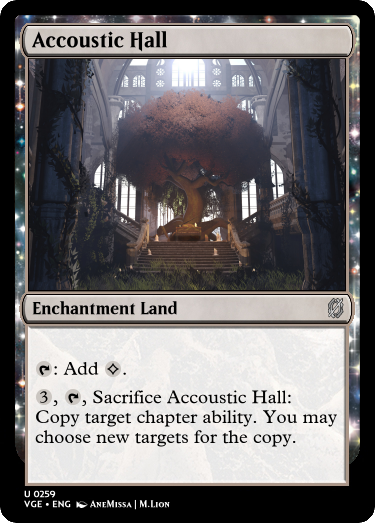 Accoustic Hall
Enchantment Land
: Add .
3, , Sacrifice Accoustic Hall:
Copy target chapter ability. You may
choose new targets for the copy.
U 0259
VGE • ENG AneMissa | M.Lion